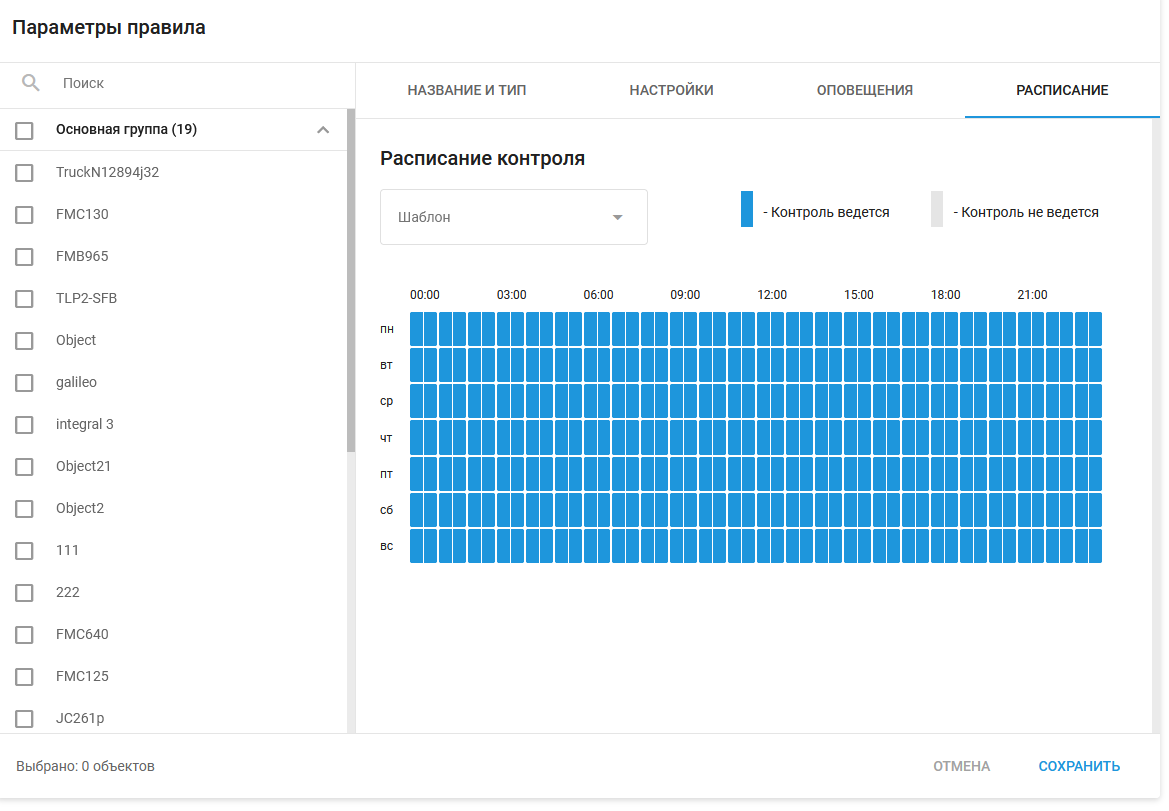 Параметры правила
Поиск
Основная группа (19)
TruckN12894j32
FMC130
FMB965
TLP2-SFB
Object
galileo
integral 3
Object21
Object2
111
222
FMC640
FMC125
JC261p
Выбрано: 0 объектов
НАЗВАНИЕ И ТИП НАСТРОЙКИ ОПОВЕЩЕНИЯ РАСПИСАНИЕ
Расписание контроля
Шаблон
- Контроль ведется - Контроль не ведется
00:00 03:00 06:00 09:00 12:00 15:00 18:00 21:00
пн
вт
ср
чт
пт
сб
вс
ОТМЕНА СОХРАНИТЬ